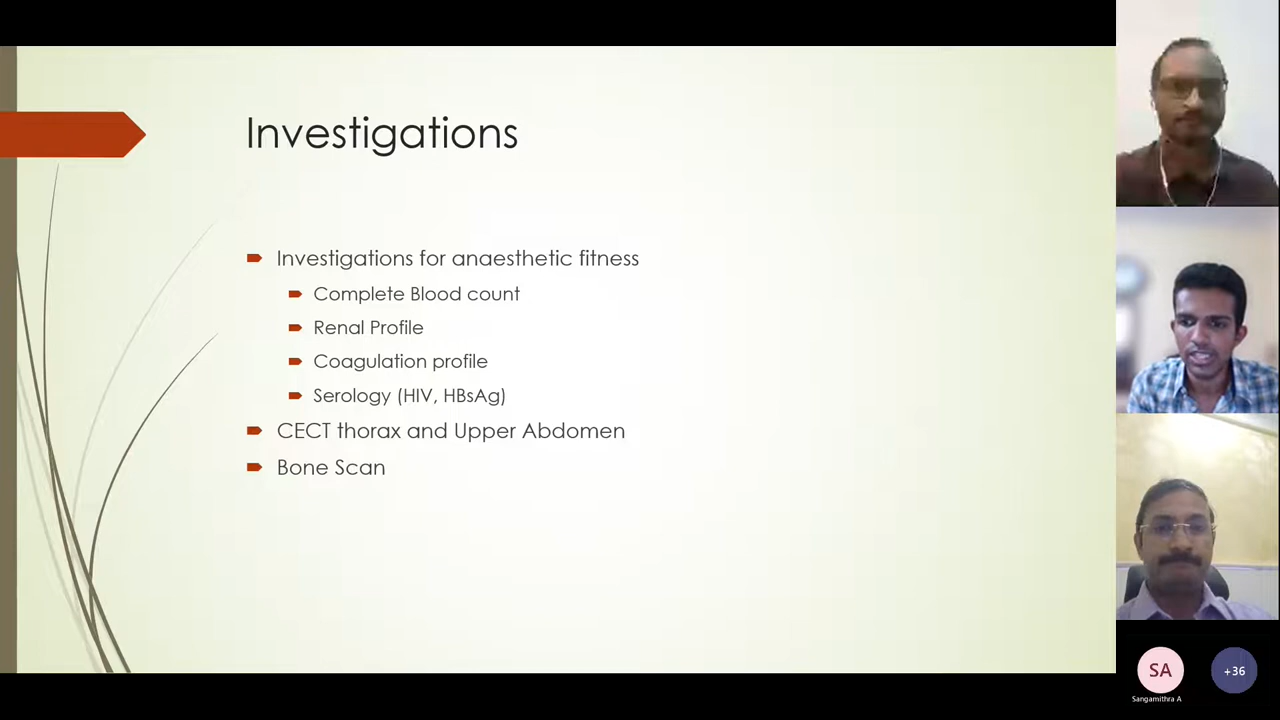 Investigations
Investigations for anaesthetic fitness
Complete Blood count
Renal Profile
Coagulation profile
Serology (HIV, HBsAg)
CECT thorax and Upper Abdomen
Bone Scan
SA
+36
Sangamithra A